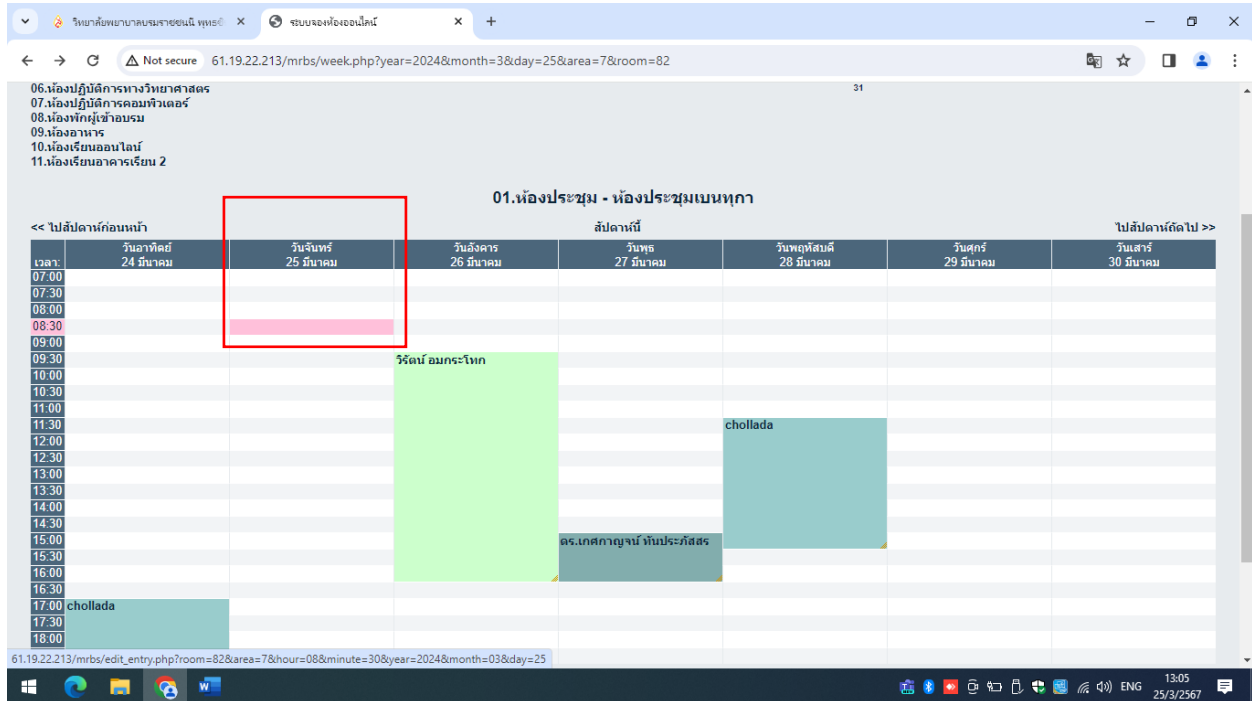 วิทยาลัยพยาบาลบรมราชชนนี พุทธชิ
ระบบจองห้องออนไลน์
Not secure 61.19.22.213/mrbs/week.php?year=2024&month=3&day=25&area=7&room=82
06.ห้องปฏิบัติการทางวิทยาศาสตร
31
07.ห้องปฏิบัติการคอมพิวเตอร์
08.ห้องพักผู้เข้าอบรม
09.ห้องอาหาร
10.ห้องเรียนออนไลน์
11.ห้องเรียนอาคารเรียน 2
01.ห้องประชุม - ห้องประชุมเบนทุกา
<< ไปสัปดาห์ก่อนหน้า สัปดาห์นี้ ไปสัปดาห์ถัดไป >>
วันอาทิตย์ วันจันทร์ วันอังคาร วันพุธ วันพฤหัสบดี วันศุกร์ วันเสาร์
เวลา: 24 มีนาคม 25 มีนาคม 26 มีนาคม 27 มีนาคม 28 มีนาคม 29 มีนาคม 30 มีนาคม
07:00
07:30
08:00
08:30
09:00
09:30 วิรัตน์ อมกระโทก
10:00
10:30
11:00
11:30 chollada
12:00
12:30
13:00
13:30
14:00
14:30
15:00 ดร.เกศกาญจน์ ทันประภัสสร
15:30
16:00
16:30
17:00 chollada
17:30
18:00
61.19.22.213/mrbs/edit_entry.php?room=82&area=7&hour=08&minute=30&year=2024&month=03&day=25
ENG
13:05
25/3/2567